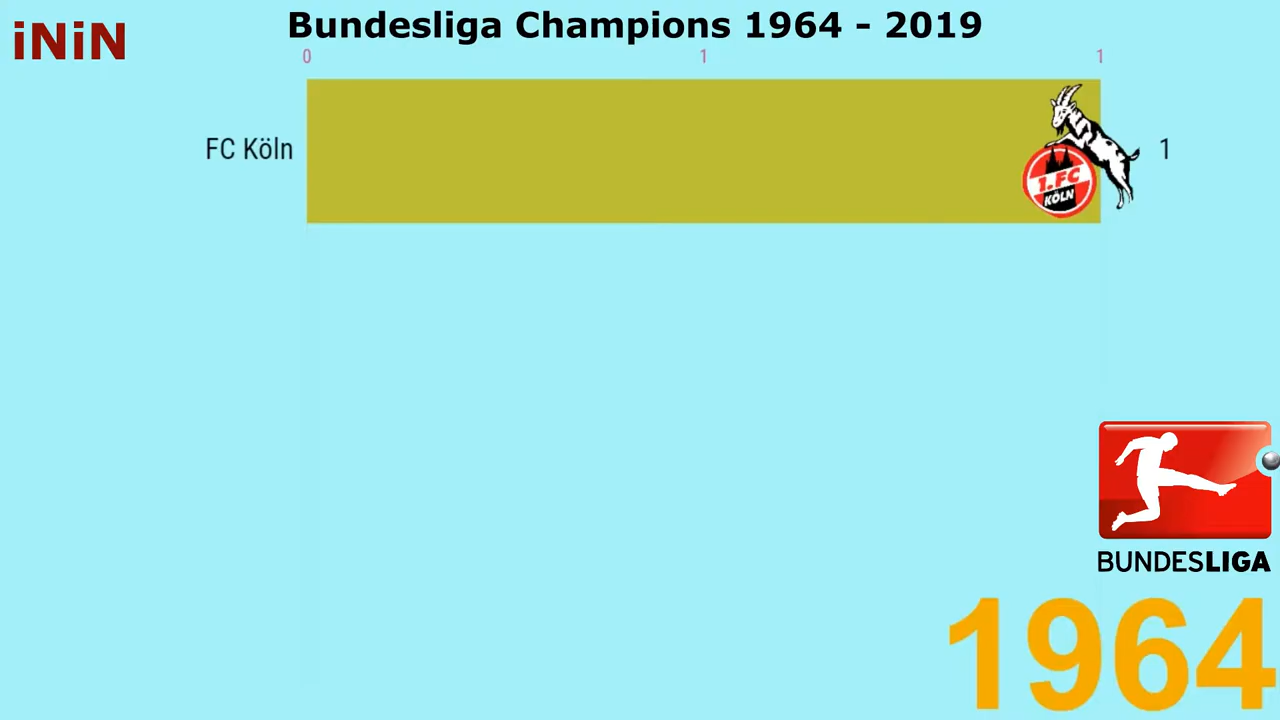 iNiN
Bundesliga Champions 1964 - 2019
0 1 1
FC Köln
1.FC
KÖLN
1
BUNDESLIGA
1964